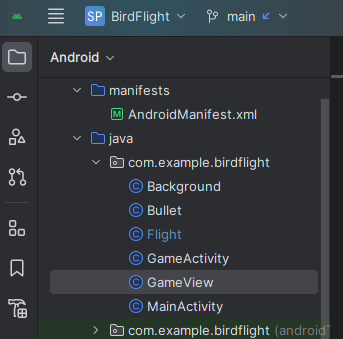 SP BirdFlight main
Android
manifests
AndroidManifest.xml
java
com.example.birdflight
Background
Bullet
Flight
GameActivity
GameView
MainActivity
com.example.birdflight (android